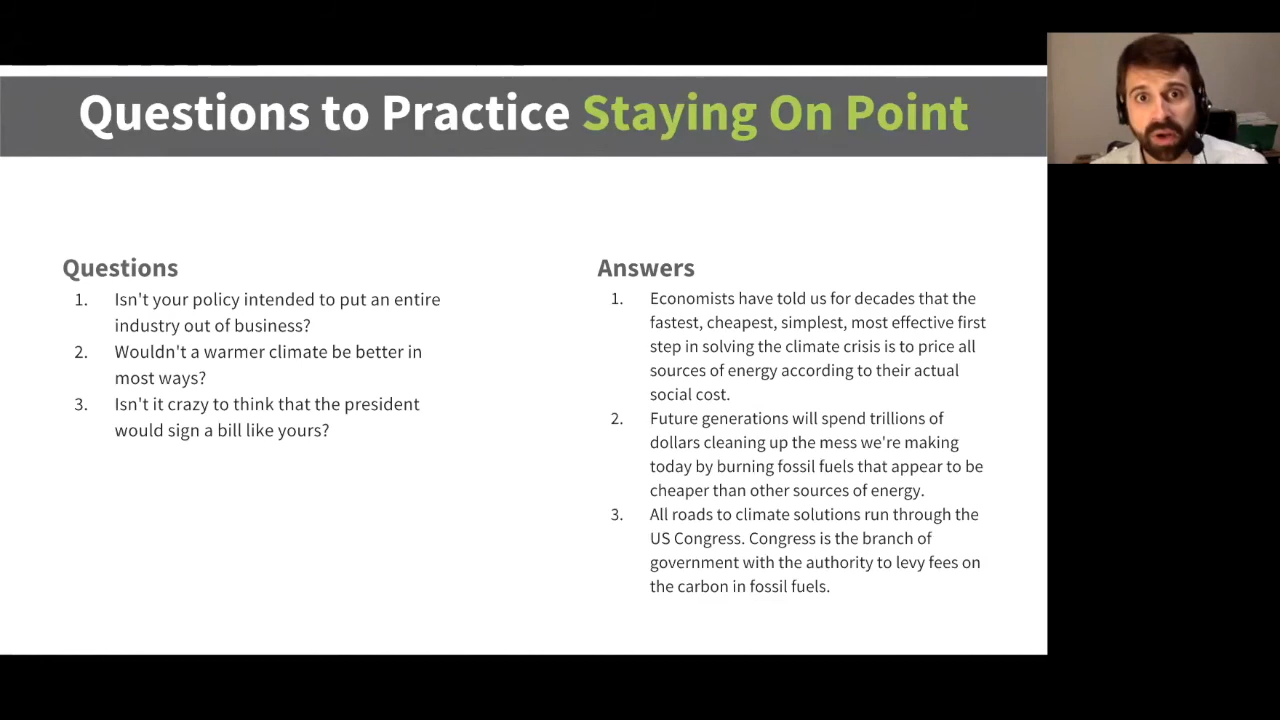 Questions to Practice Staying On Point
Questions
1. Isn't your policy intended to put an entire
industry out of business?
2. Wouldn't a warmer climate be better in
most ways?
3. Isn't it crazy to think that the president
would sign a bill like yours?
Answers
1. Economists have told us for decades that the
fastest, cheapest, simplest, most effective first
step in solving the climate crisis is to price all
sources of energy according to their actual
social cost.
2. Future generations will spend trillions of
dollars cleaning up the mess we're making
today by burning fossil fuels that appear to be
cheaper than other sources of energy.
3. All roads to climate solutions run through the
US Congress. Congress is the branch of
government with the authority to levy fees on
the carbon in fossil fuels.